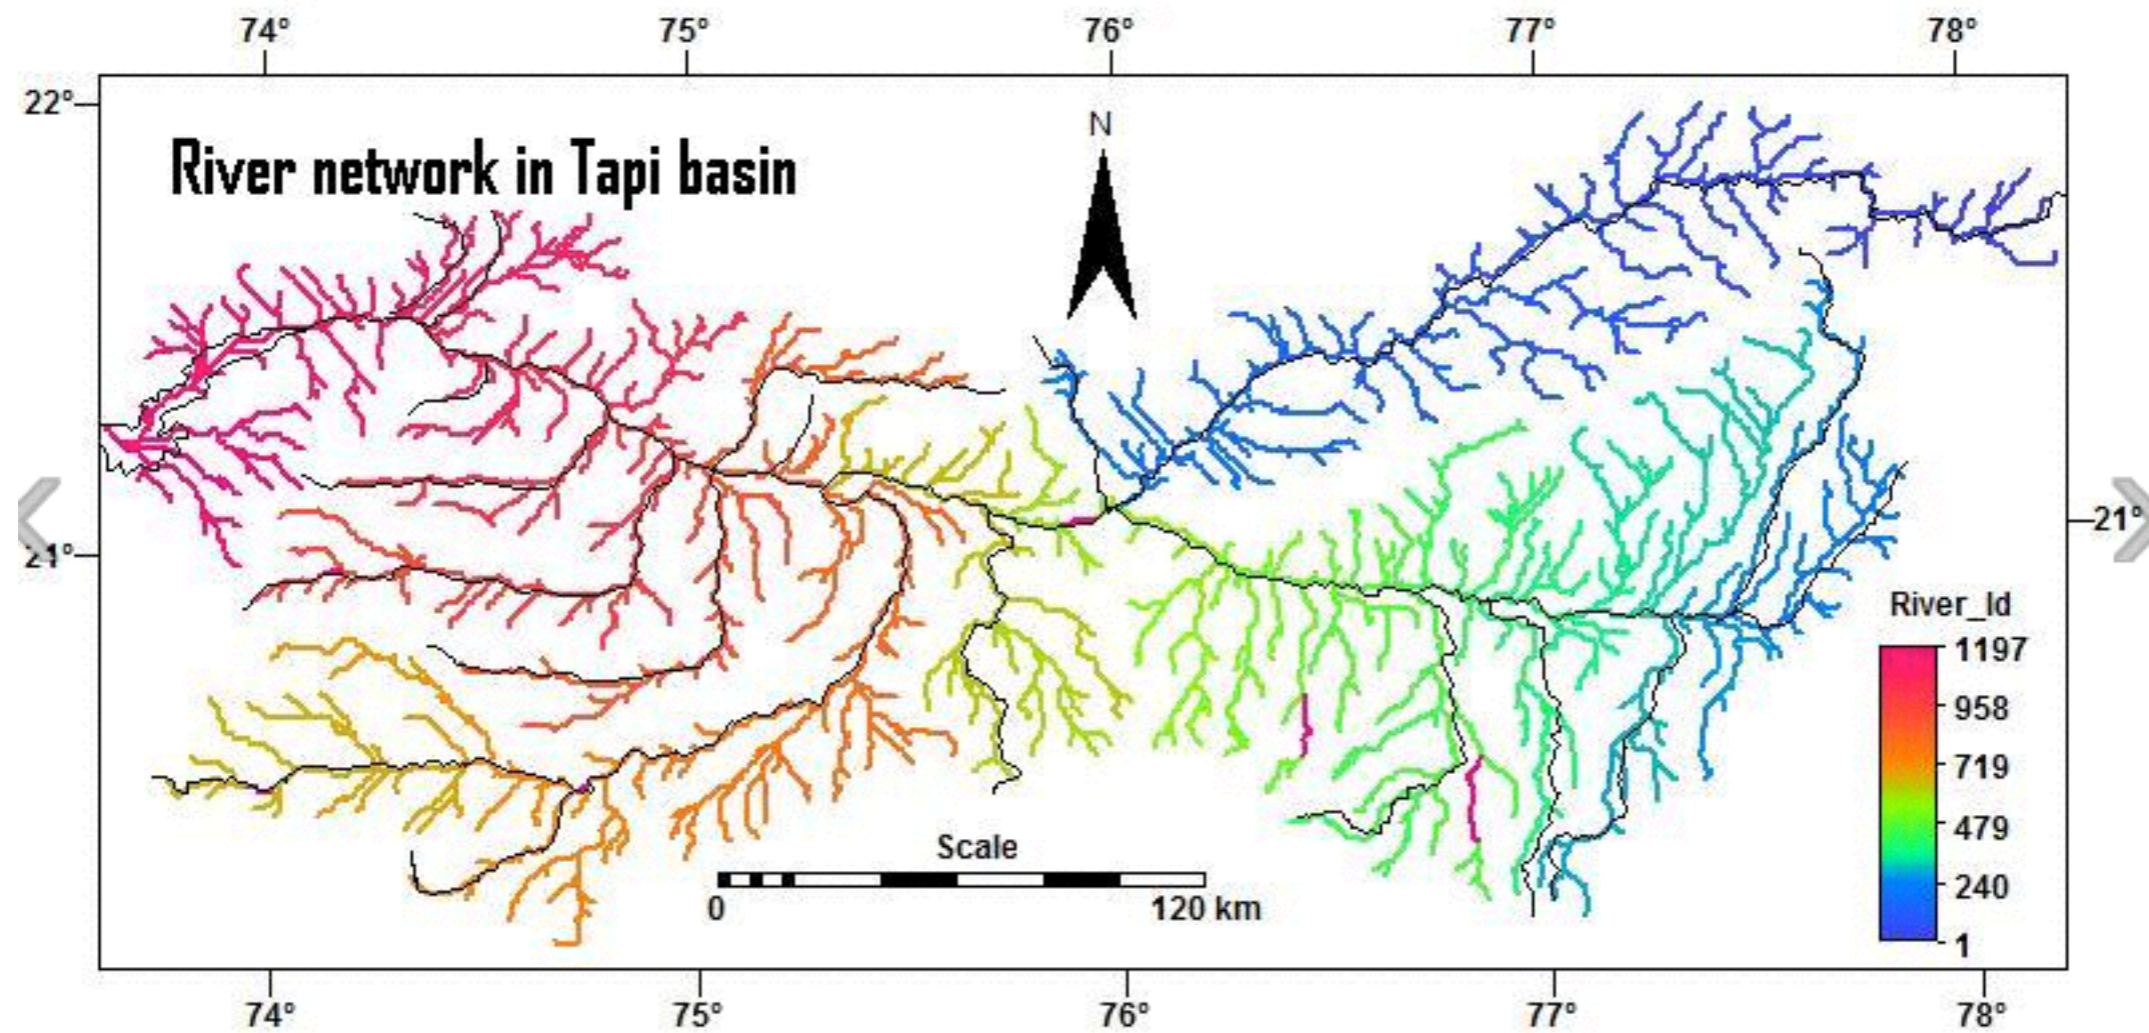 74° 75° 76° 77° 78°
22°
N
River network in Tapi basin
21° 21°
River_Id
1197
958
719
479
240
1
Scale
0 120 km
74° 75° 76° 77° 78°